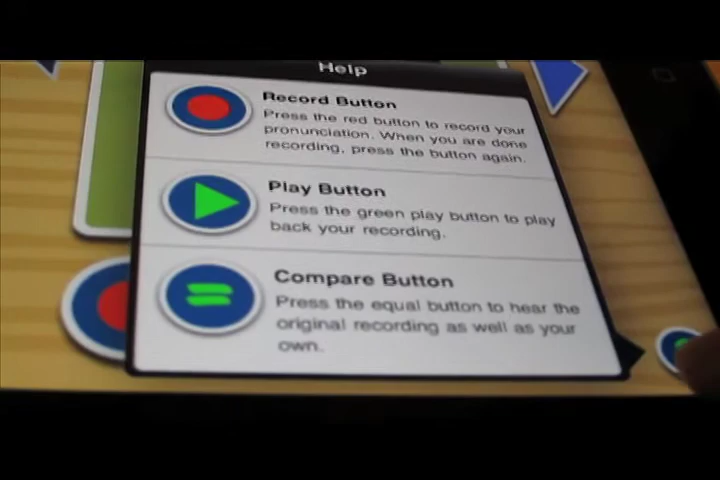 Help
Record Button
Press the red button to record your
pronunciation. When you are done
recording, press the button again.
Play Button
Press the green play button to play
back your recording.
Compare Button
Press the equal button to hear the
original recording as well as your
own.